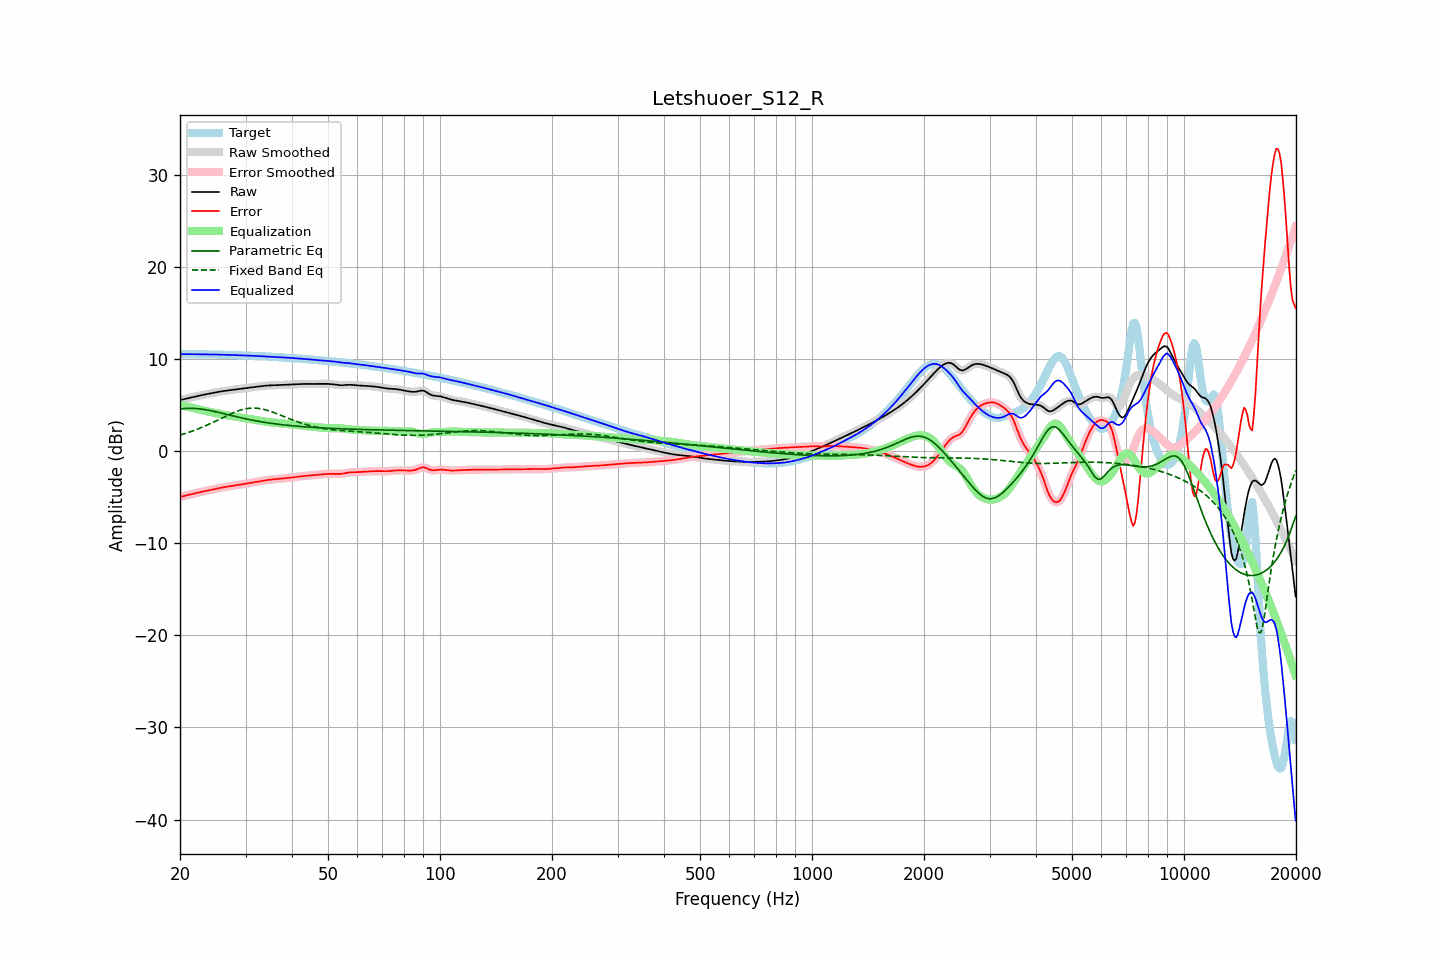 Letshuoer_S12_R
Target
Raw Smoothed
Error Smoothed
Raw
Error
Equalization
Parametric Eq
Fixed Band Eq
Equalized
30
20
10
0
−10
−20
−30
−40
Amplitude (dBr)
20 50 100 200 500 1000 2000 5000 10000 20000
Frequency (Hz)